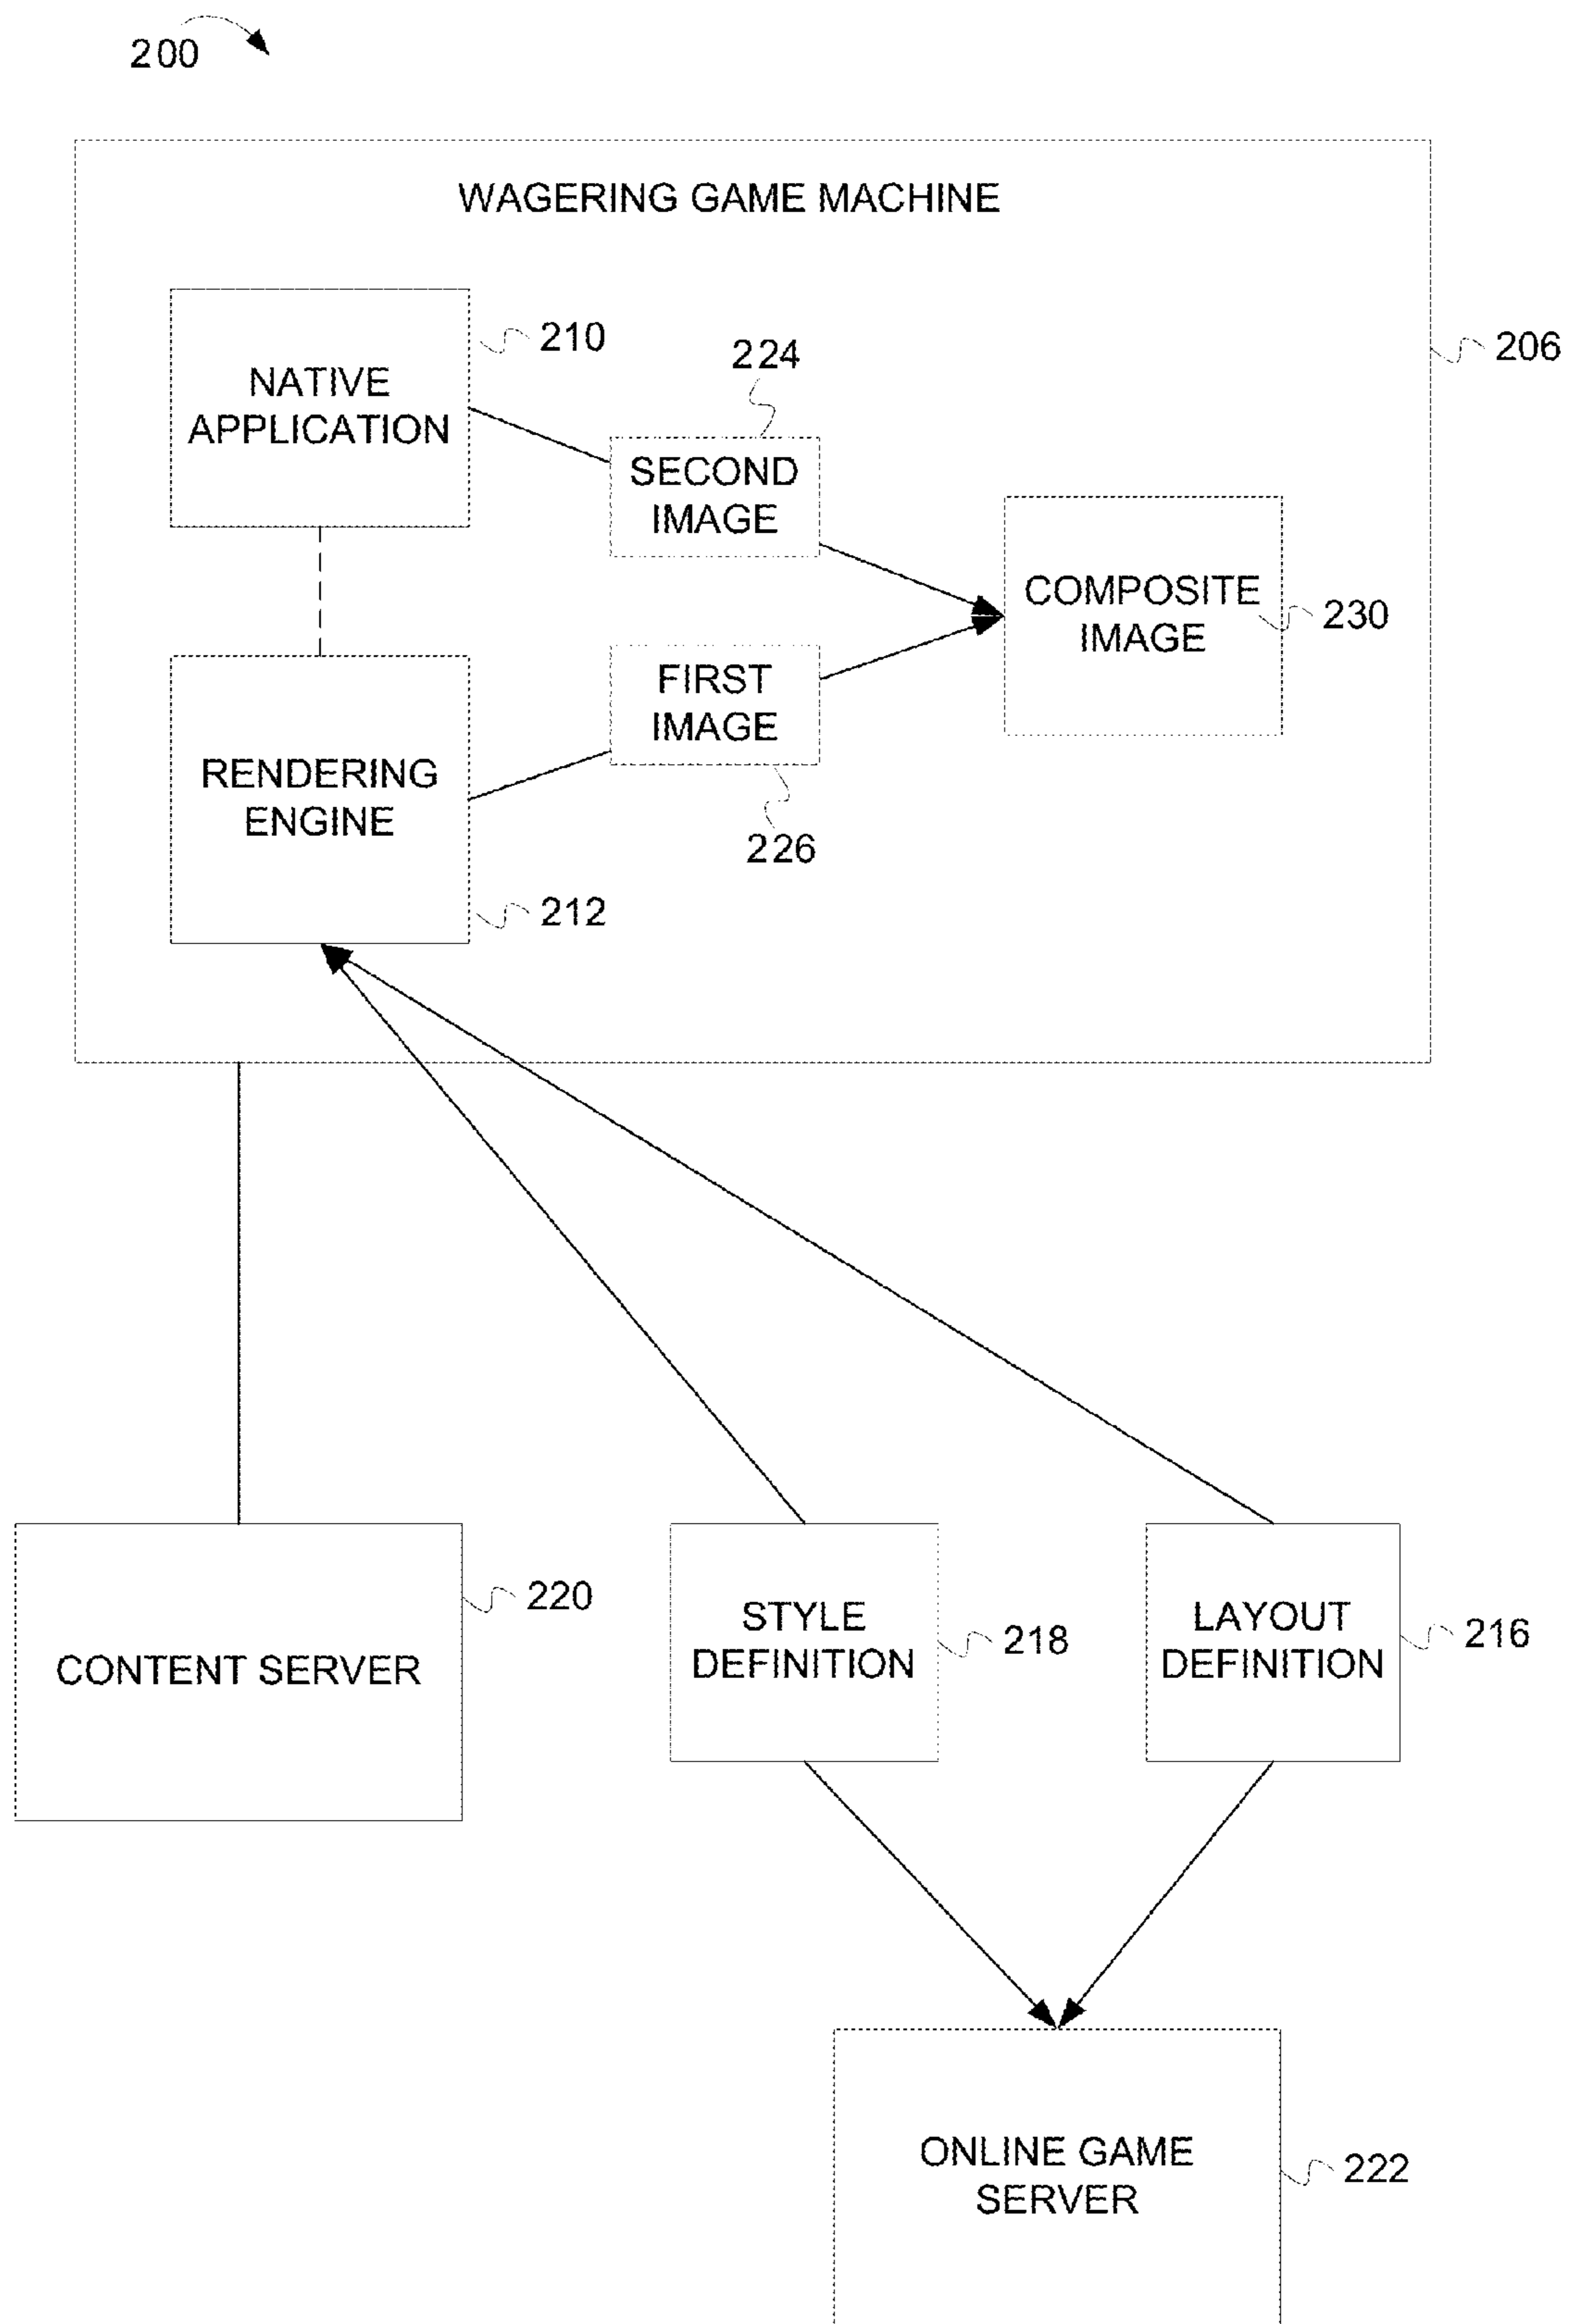 200
WAGERING GAME MACHINE
NATIVE
APPLICATION
210
224
206
SECOND
IMAGE
COMPOSITE
IMAGE
230
FIRST
IMAGE
RENDERING
ENGINE
226
212
CONTENT SERVER
220
STYLE
DEFINITION
218
LAYOUT
DEFINITION
216
ONLINE GAME
SERVER
222